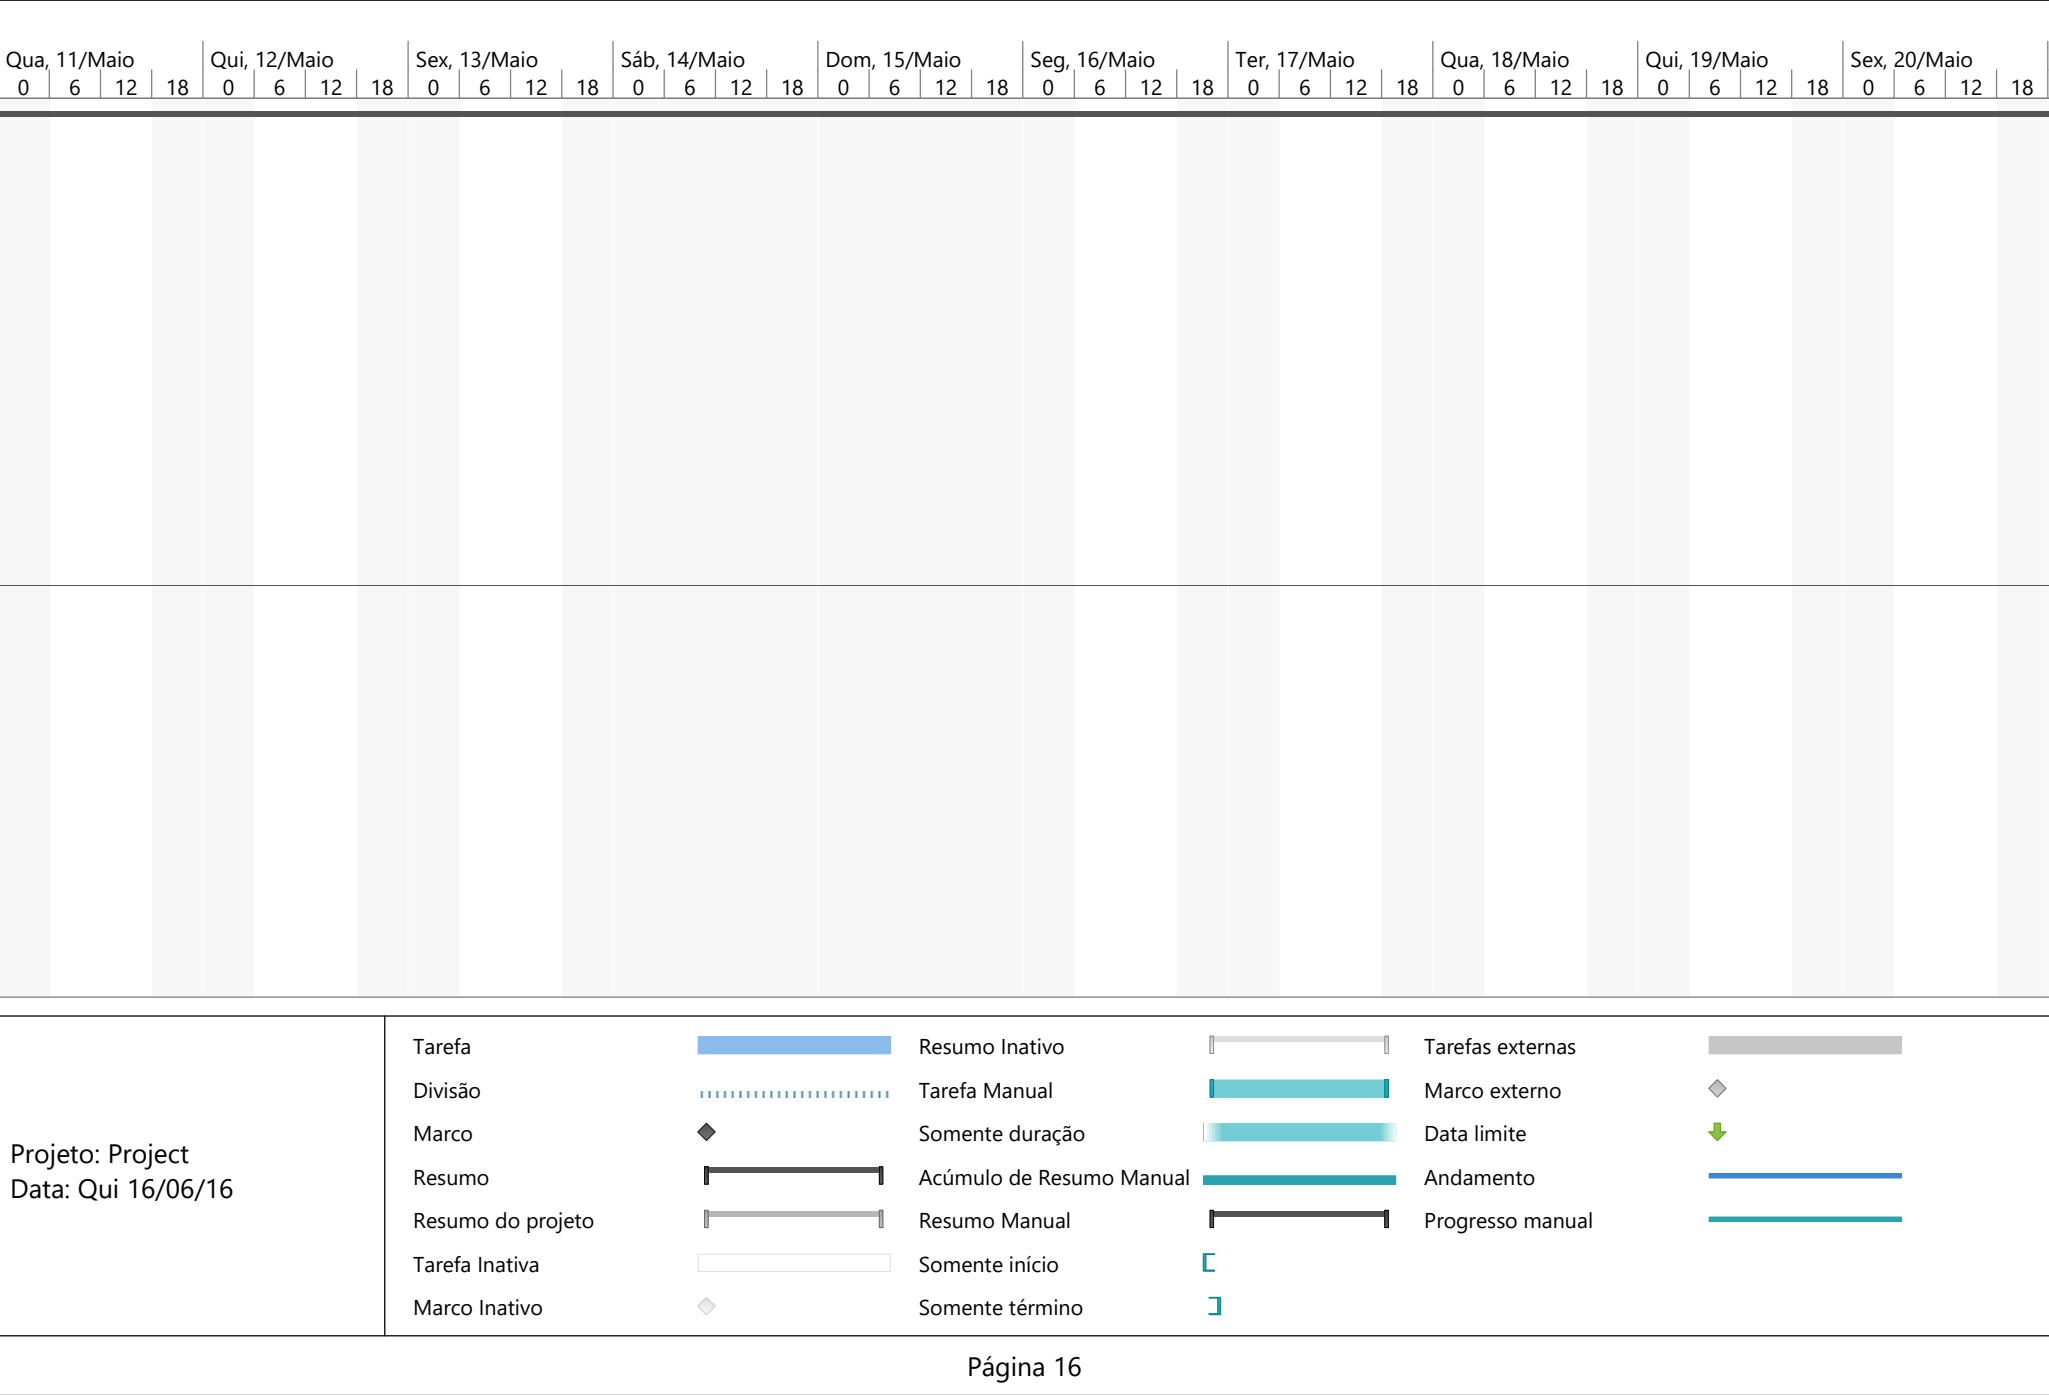 Qua, 11/Maio Qui, 12/Maio Sex, 13/Maio Sáb, 14/Maio Dom, 15/Maio Seg, 16/Maio Ter, 17/Maio Qua, 18/Maio Qui, 19/Maio Sex, 20/Maio
0 6 12 18 0 6 12 18 0 6 12 18 0 6 12 18 0 6 12 18 0 6 12 18 0 6 12 18 0 6 12 18 0 6 12 18 0 6 12 18
Projeto: Project
Data: Qui 16/06/16
Tarefa
Divisão
Marco
Resumo
Resumo do projeto
Tarefa Inativa
Marco Inativo
Resumo Inativo
Tarefa Manual
Somente duração
Acúmulo de Resumo Manual
Resumo Manual
Somente início
Somente término
Tarefas externas
Marco externo
Data limite
Andamento
Progresso manual
Página 16